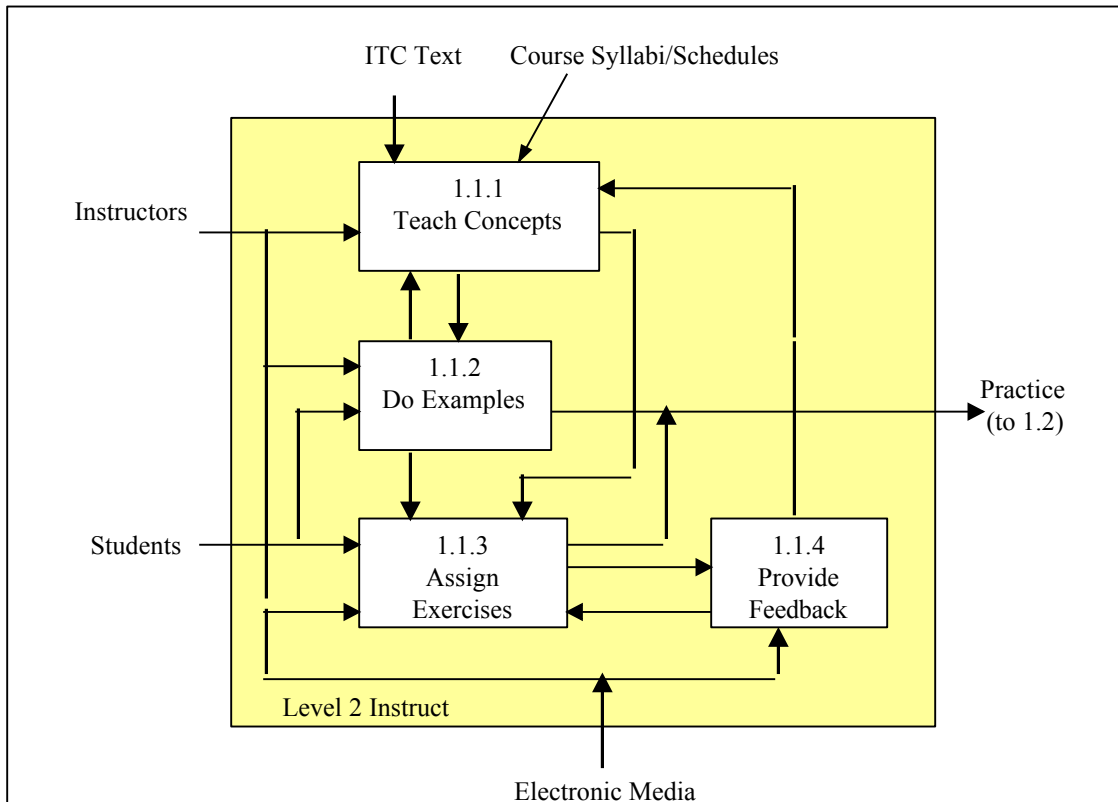 ITC Text
Course Syllabi/Schedules
1.1.1
Teach Concepts
Instructors
1.1.2
Do Examples
Practice
(to 1.2)
Students
1.1.3
Assign
Exercises
1.1.4
Provide
Feedback
Level 2 Instruct
Electronic Media